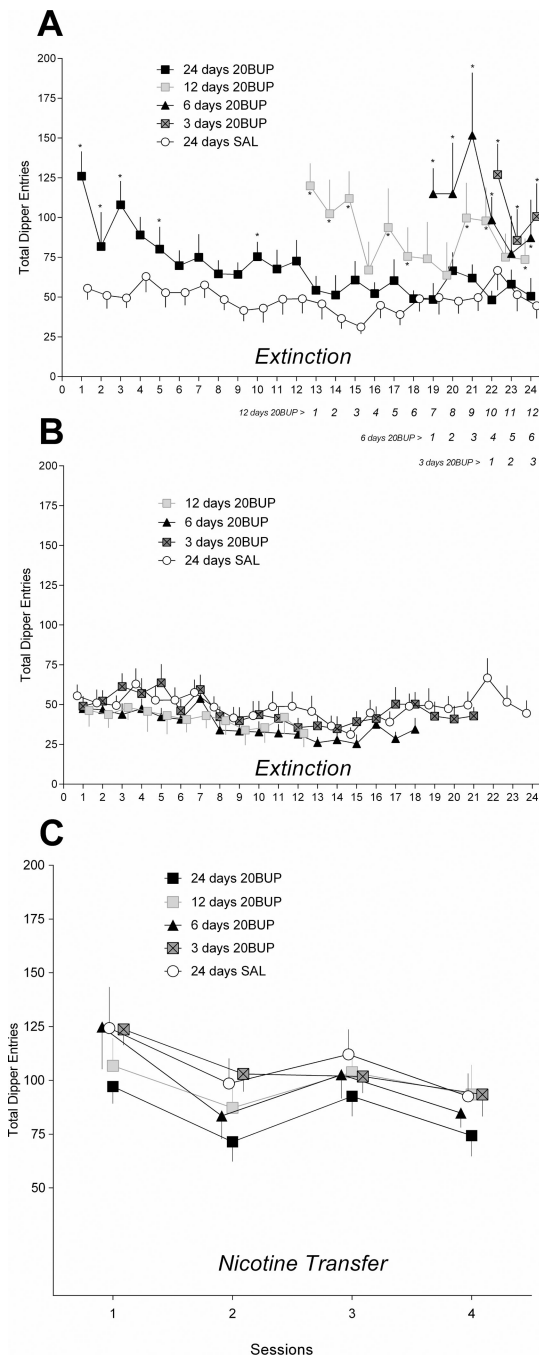 A
200
175
150
125
100
75
50
25
0
Total Dipper Entries
24 days 20BUP
12 days 20BUP
6 days 20BUP
3 days 20BUP
24 days SAL
* * * * * * * * * * * * * * * * * * * * * *
Extinction
0 1 2 3 4 5 6 7 8 9 10 11 12 13 14 15 16 17 18 19 20 21 22 23 24
12 days 20BUP > 1 2 3 4 5 6 7 8 9 10 11 12
6 days 20BUP > 1 2 3 4 5 6
3 days 20BUP > 1 2 3
B
200
175
150
125
100
75
50
25
0
Total Dipper Entries
12 days 20BUP
6 days 20BUP
3 days 20BUP
24 days SAL
Extinction
0 1 2 3 4 5 6 7 8 9 10 11 12 13 14 15 16 17 18 19 20 21 22 23 24
C
200
175
150
125
100
75
50
Total Dipper Entries
24 days 20BUP
12 days 20BUP
6 days 20BUP
3 days 20BUP
24 days SAL
Nicotine Transfer
1 2 3 4
Sessions